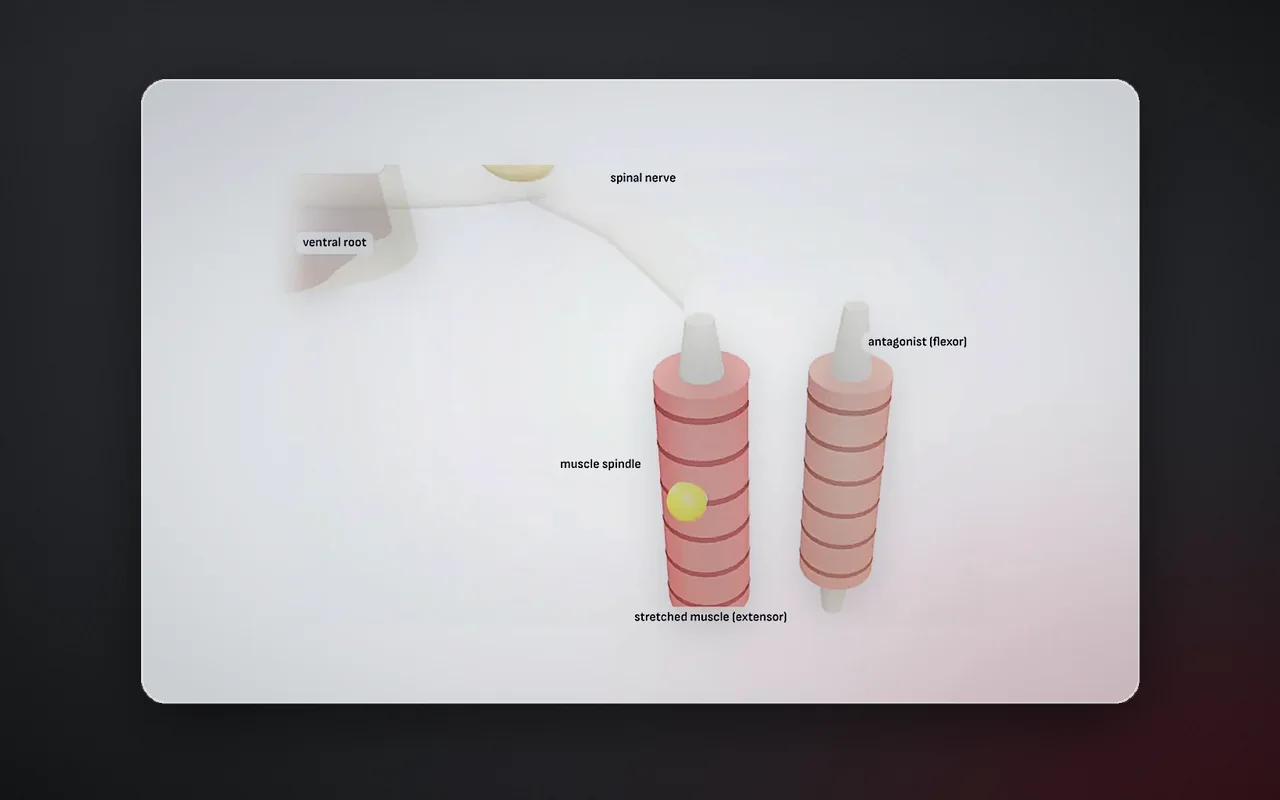 spinal nerve
ventral root
antagonist (flexor)
muscle spindle
stretched muscle (extensor)